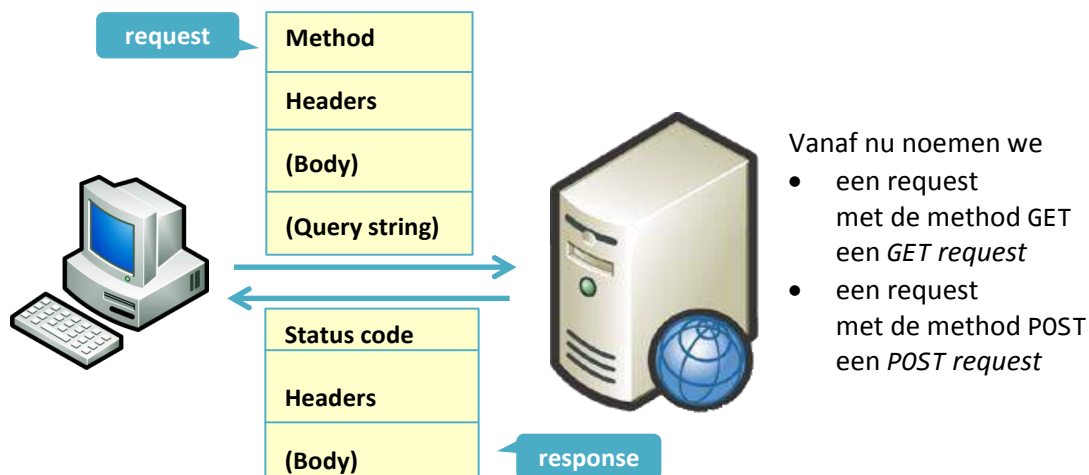 request
Method
Headers
(Body)
(Query string)
Status code
Headers
(Body)
response
Vanaf nu noemen we
• een request
met de method GET
een GET request
• een request
met de method POST
een POST request